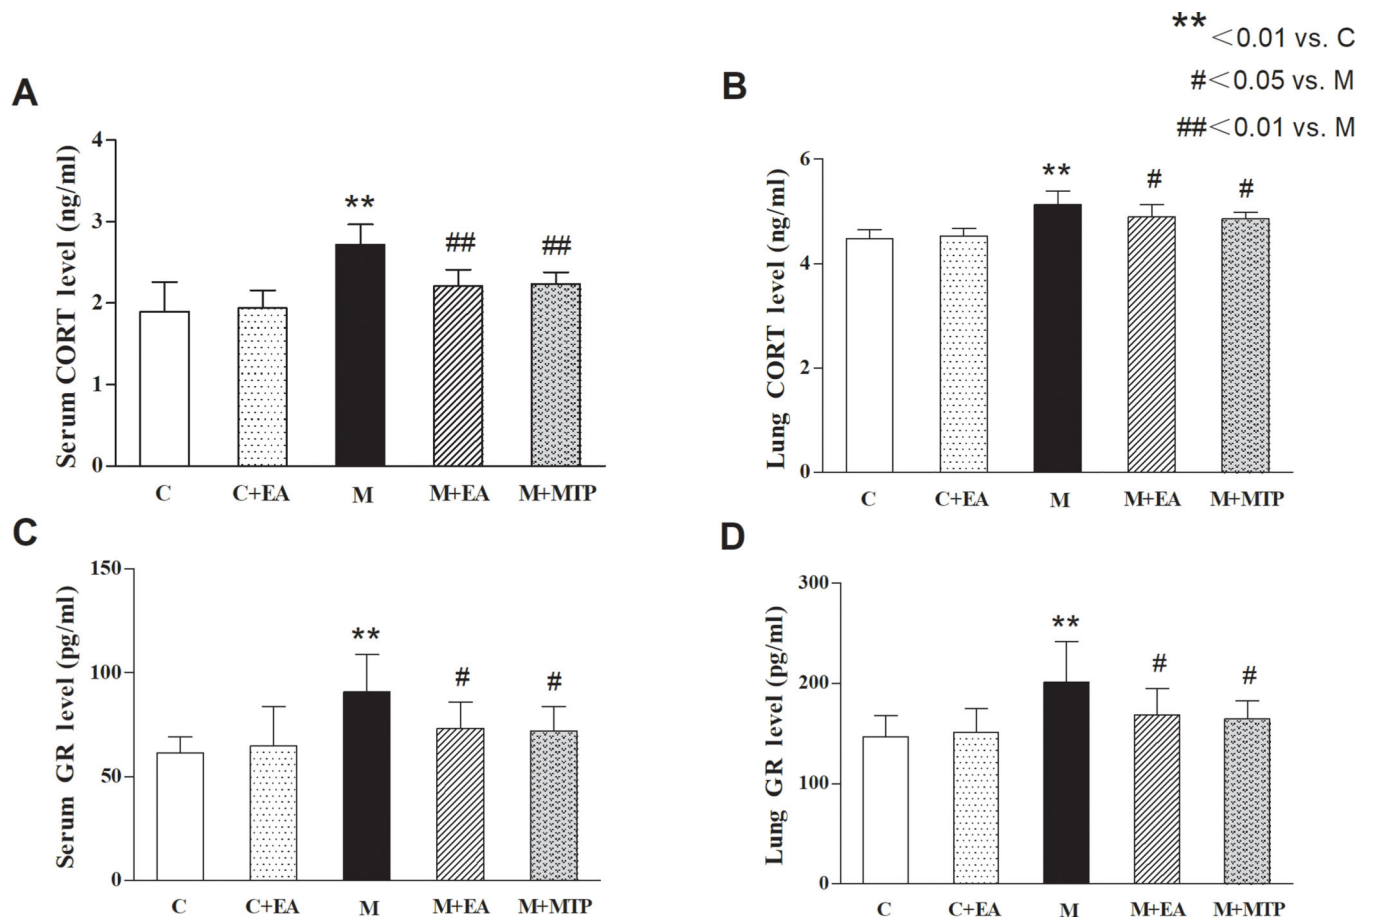 **
<0.01 vs. C
#<0.05 vs. M
##<0.01 vs. M
A
Serum CORT level (ng/ml)
4
3
2
1
0
**
##
##
C
C+EA
M
M+EA
M+MTP
B
Lung CORT level (ng/ml)
6
4
2
0
**
#
#
C
C+EA
M
M+EA
M+MTP
C
Serum GR level (pg/ml)
150
100
50
0
**
#
#
C
C+EA
M
M+EA
M+MTP
D
Lung GR level (pg/ml)
300
200
100
0
**
#
#
C
C+EA
M
M+EA
M+MTP